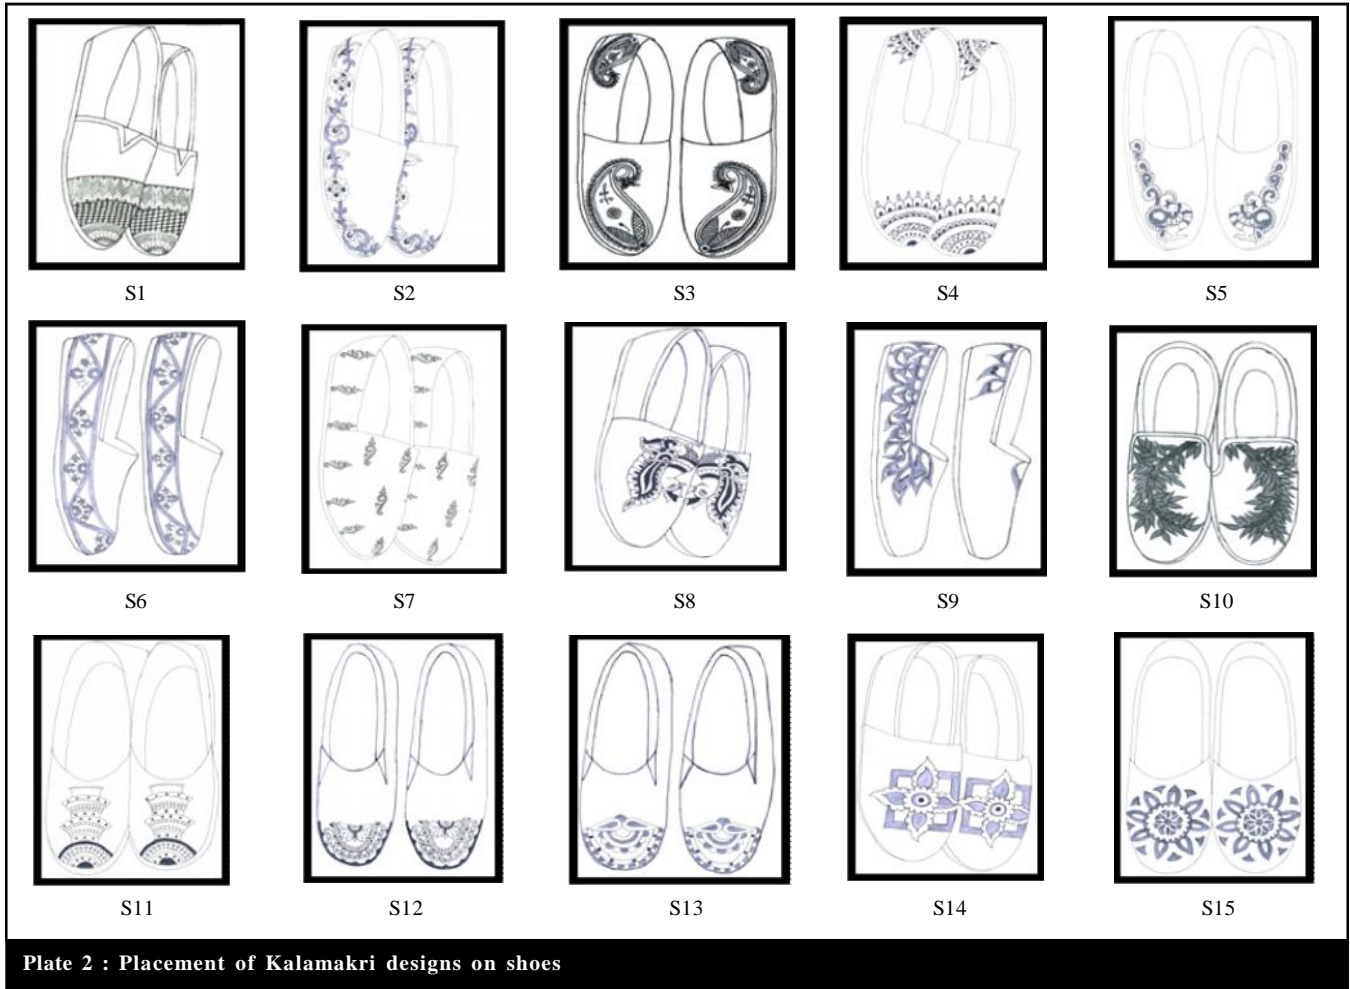 S1 S2 S3 S4 S5
S6 S7 S8 S9 S10
S11 S12 S13 S14 S15
Plate 2 : Placement of Kalamakri designs on shoes